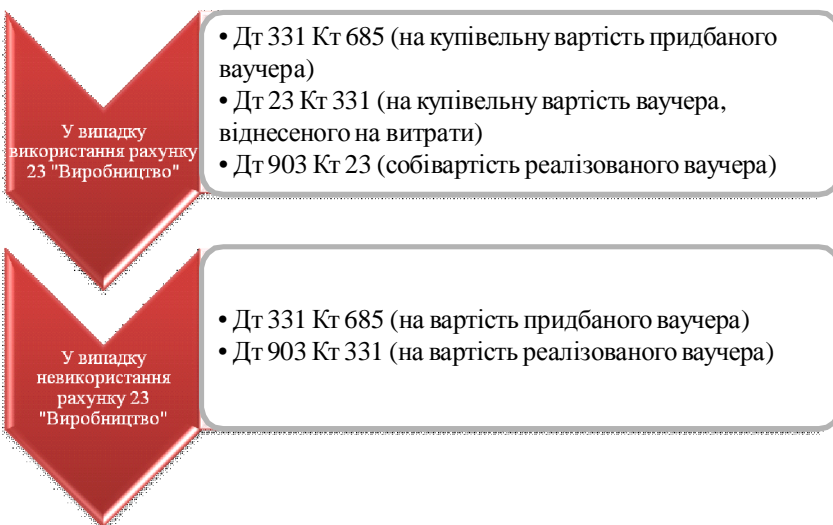 У випадку
використання рахунку
23 "Виробництво"
• Дт 331 Кт 685 (на купівельну вартість придбаного
ваучера)
• Дт 23 Кт 331 (на купівельну вартість ваучера,
віднесеного на витрати)
• Дт 903 Кт 23 (собівартість реалізованого ваучера)
У випадку
невикористання
рахунку 23
"Виробництво"
• Дт 331 Кт 685 (на вартість придбаного ваучера)
• Дт 903 Кт 331 (на вартість реалізованого ваучера)